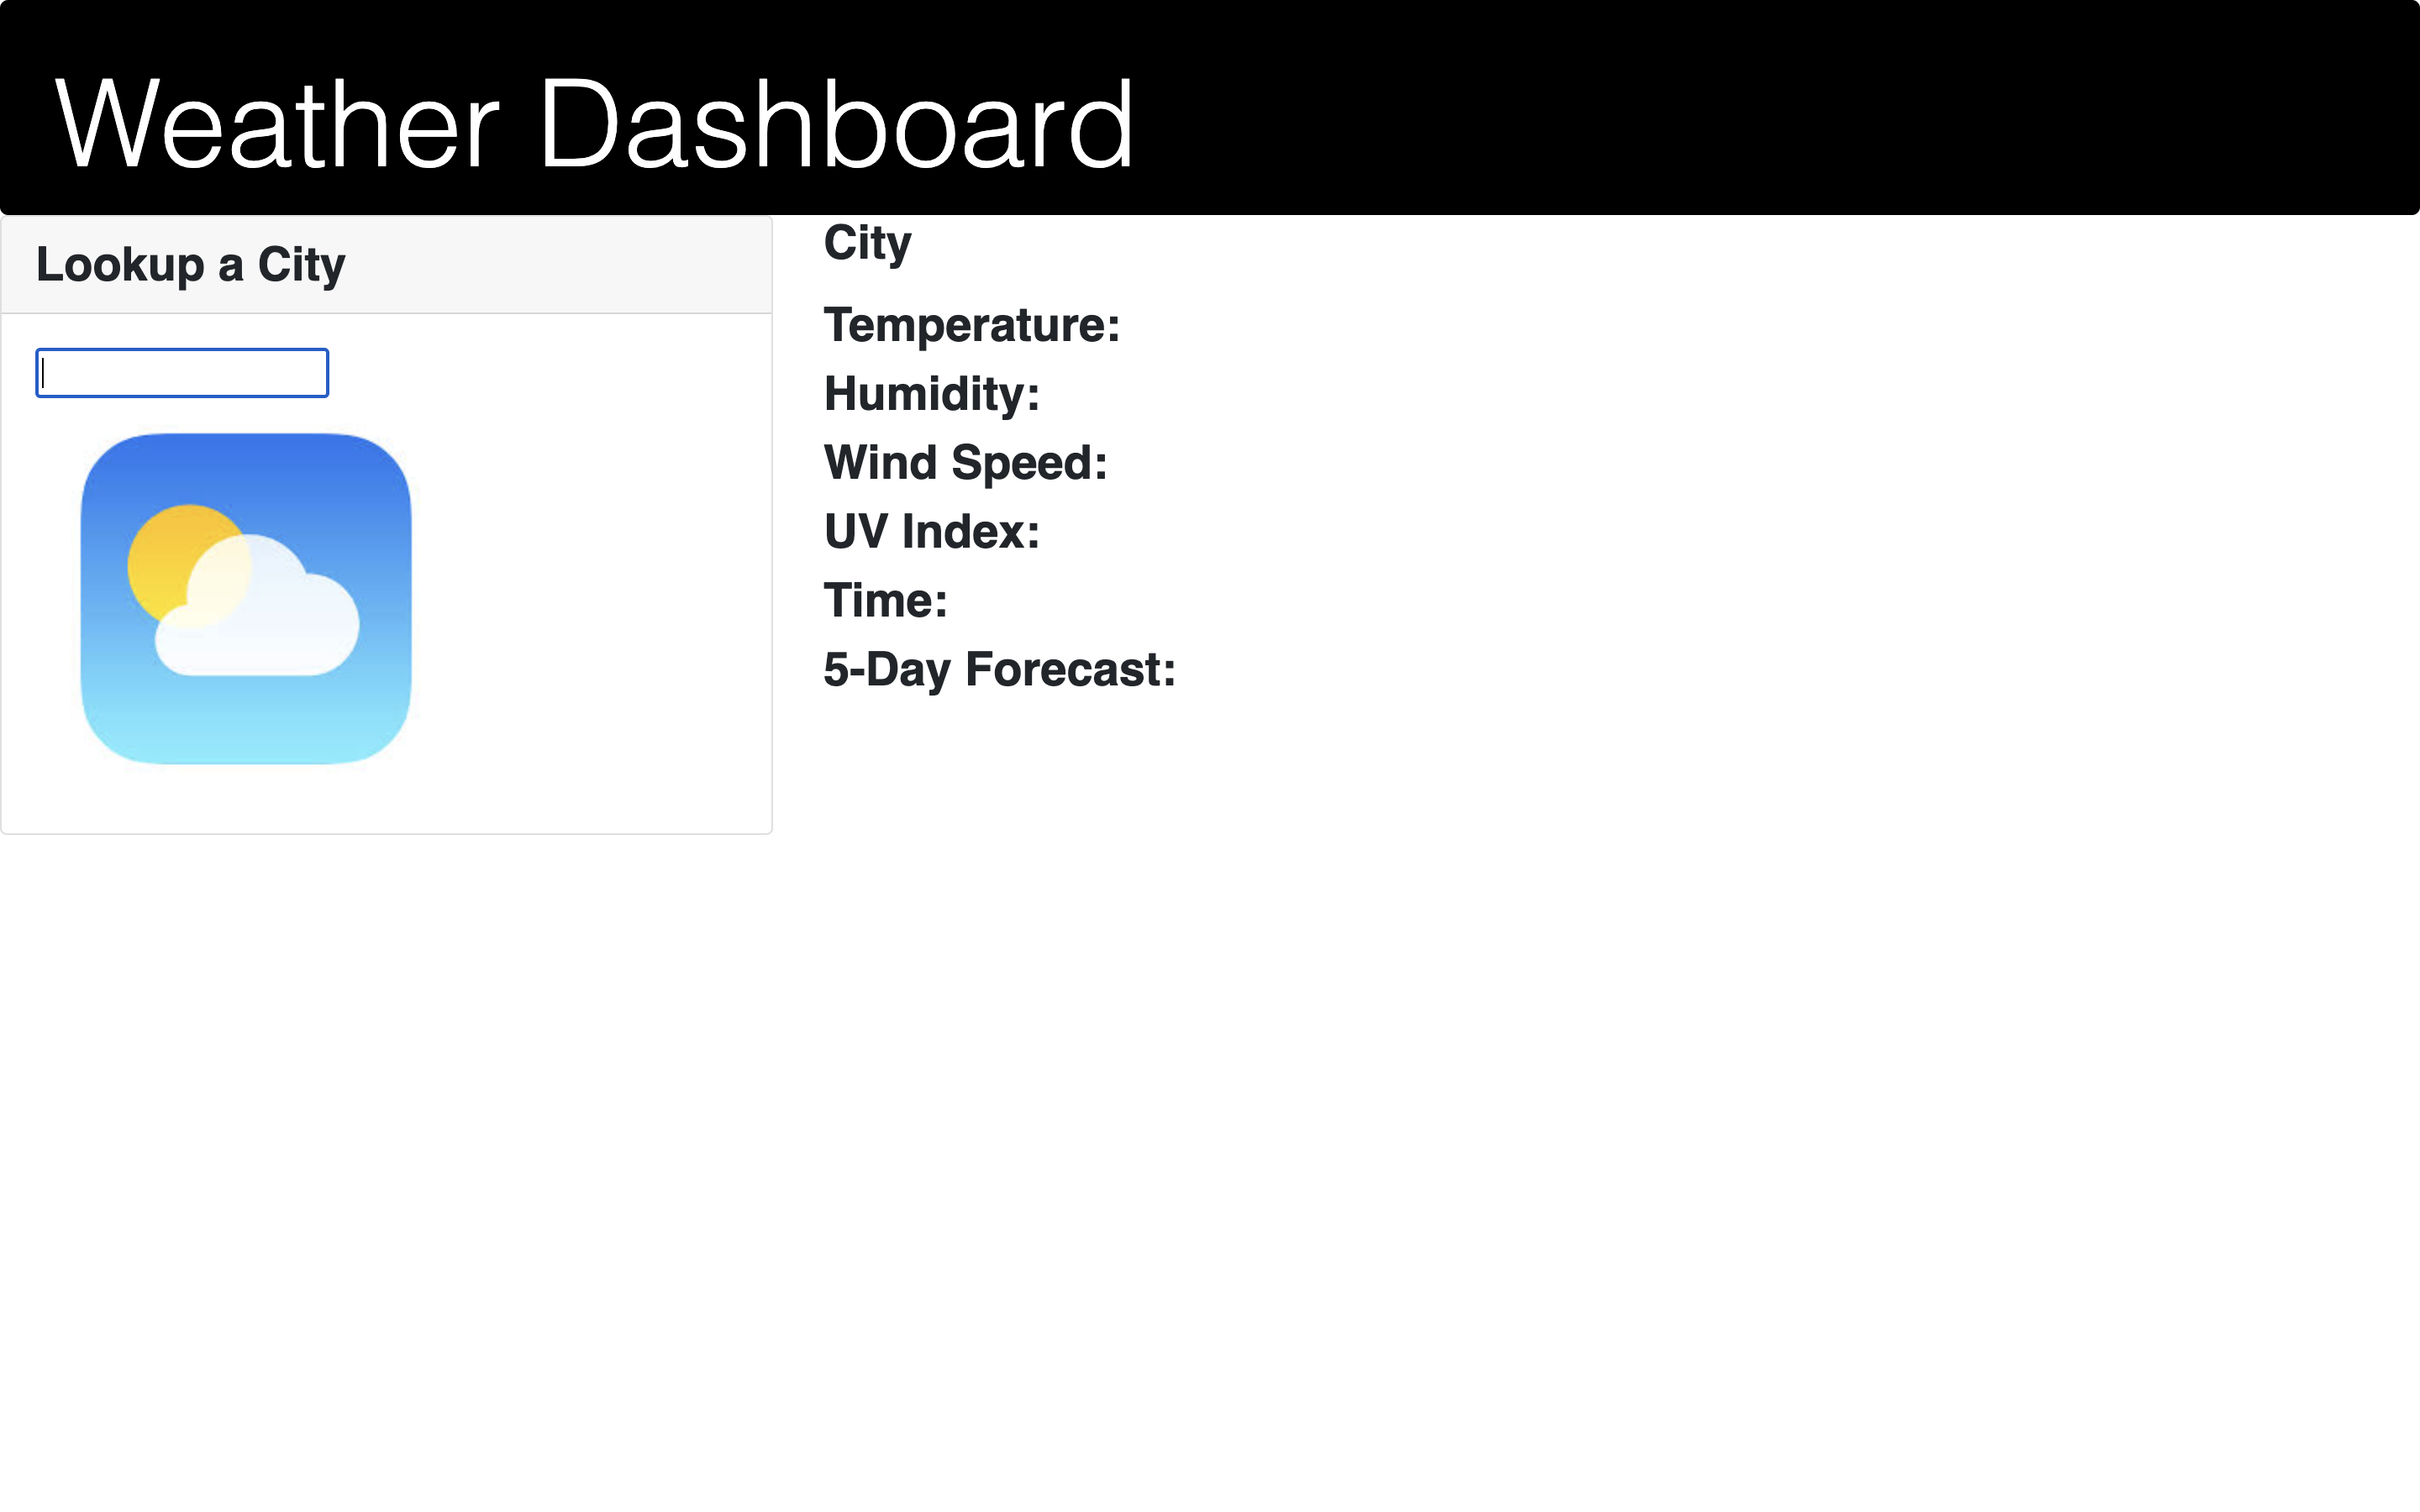 Weather Dashboard
Lookup a City
City
Temperature:
Humidity:
Wind Speed:
UV Index:
Time:
5-Day Forecast: